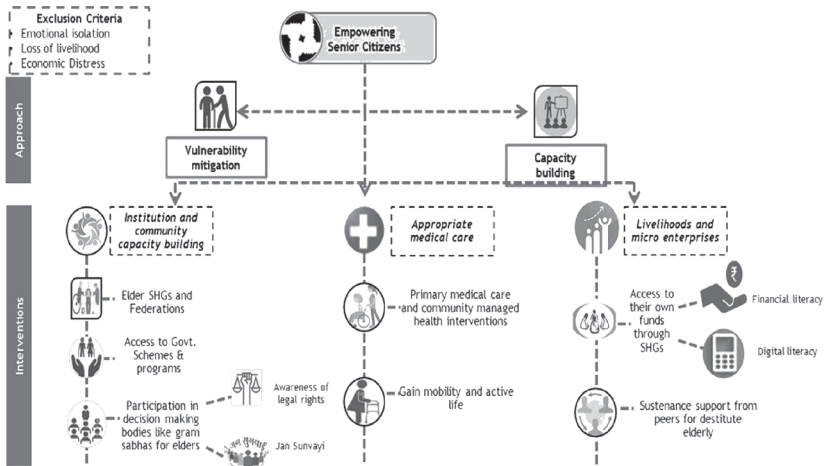 Exclusion Criteria
Emotional isolation
Loss of livelihood
Economic Distress
Empowering
Senior Citizens
Approach
Vulnerability
mitigation
Capacity
building
Interventions
Institution and
community
capacity building
Appropriate
medical care
Livelihoods and
micro enterprises
Elder SHGs and
Federations
Access to Govt.
Schemes &
programs
Participation in
decision making
bodies like gram
sabhas for elders
Awareness of
legal rights
जन सुनवाई
Jan Sunvayi
Primary medical care
and community managed
health interventions
Gain mobility and active
life
Access to
their own
funds
through
SHGs
₹
Financial literacy
Digital literacy
Sustenance support from
peers for destitute
elderly